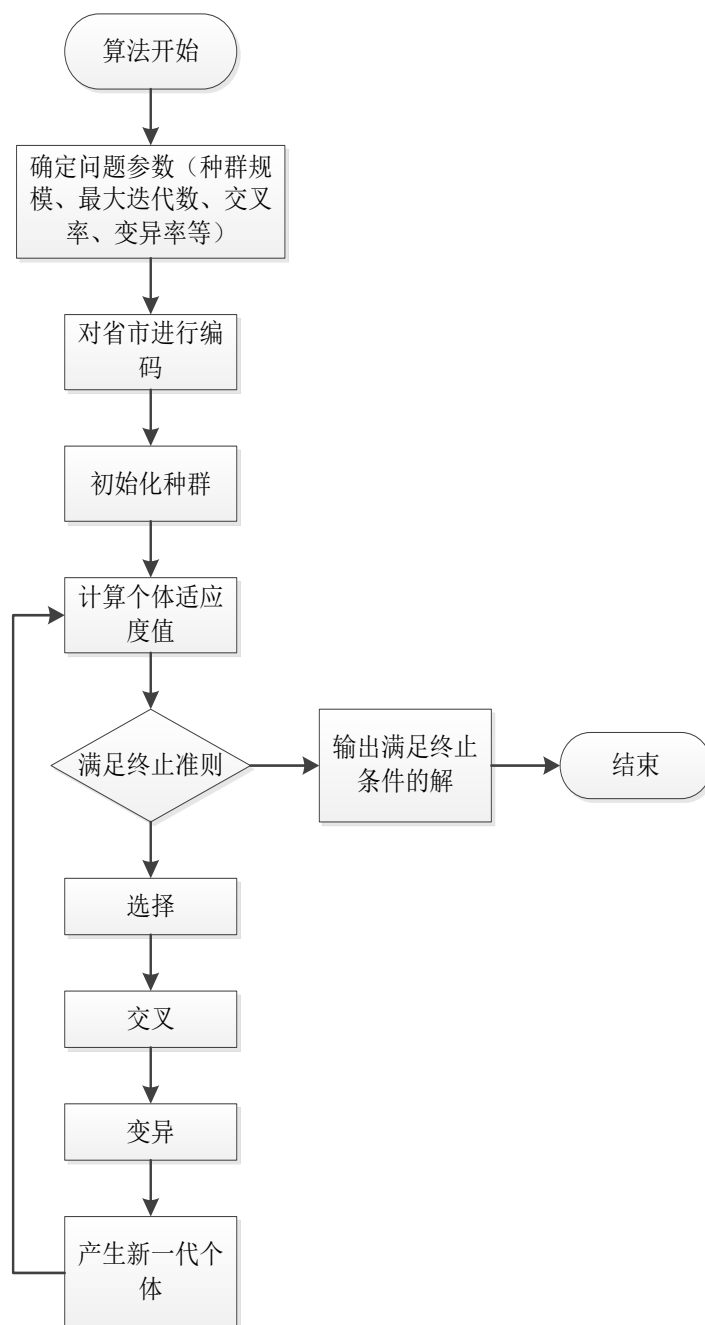 算法开始
确定问题参数（种群规
模、最大迭代数、交叉
率、变异率等）
对省市进行编
码
初始化种群
计算个体适应
度值
满足终止准则
输出满足终止
条件的解
结束
选择
交叉
变异
产生新一代个
体